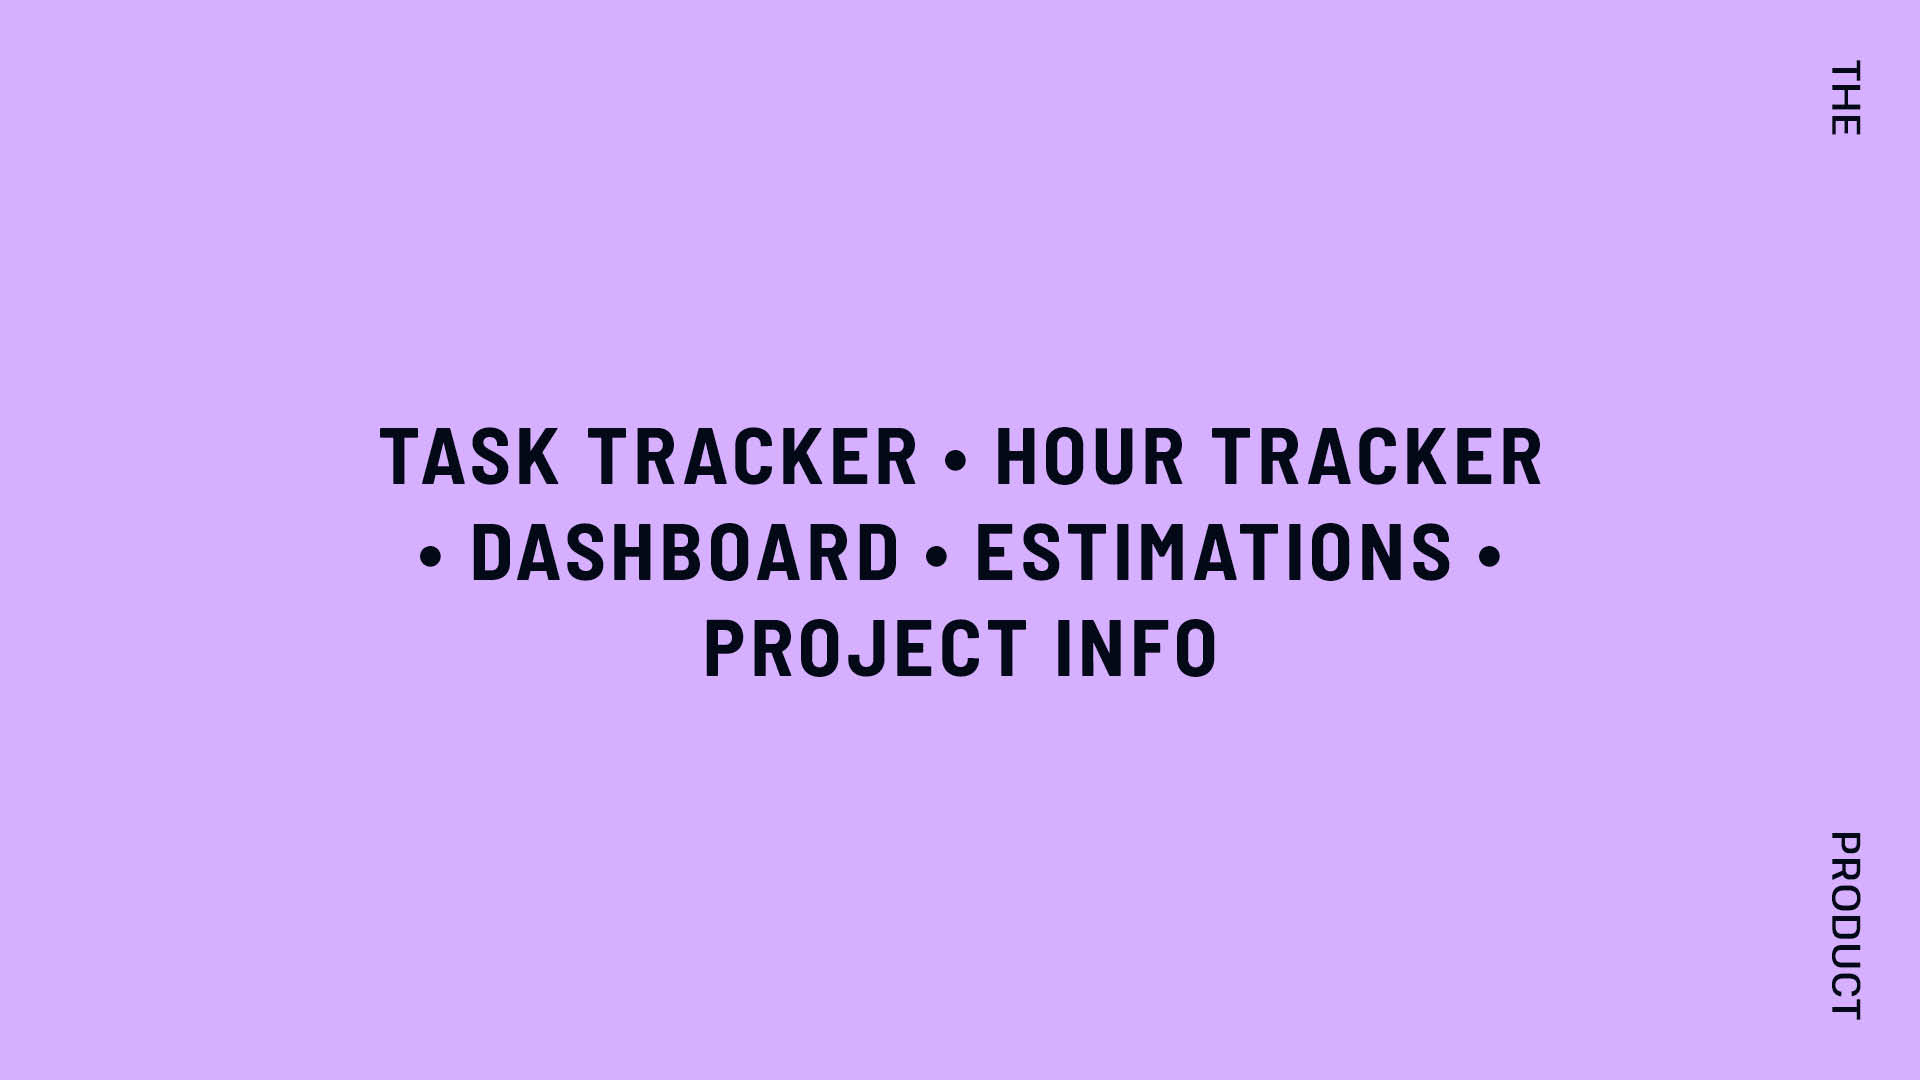 THE
TASK TRACKER • HOUR TRACKER
• DASHBOARD • ESTIMATIONS •
PROJECT INFO
PRODUCT